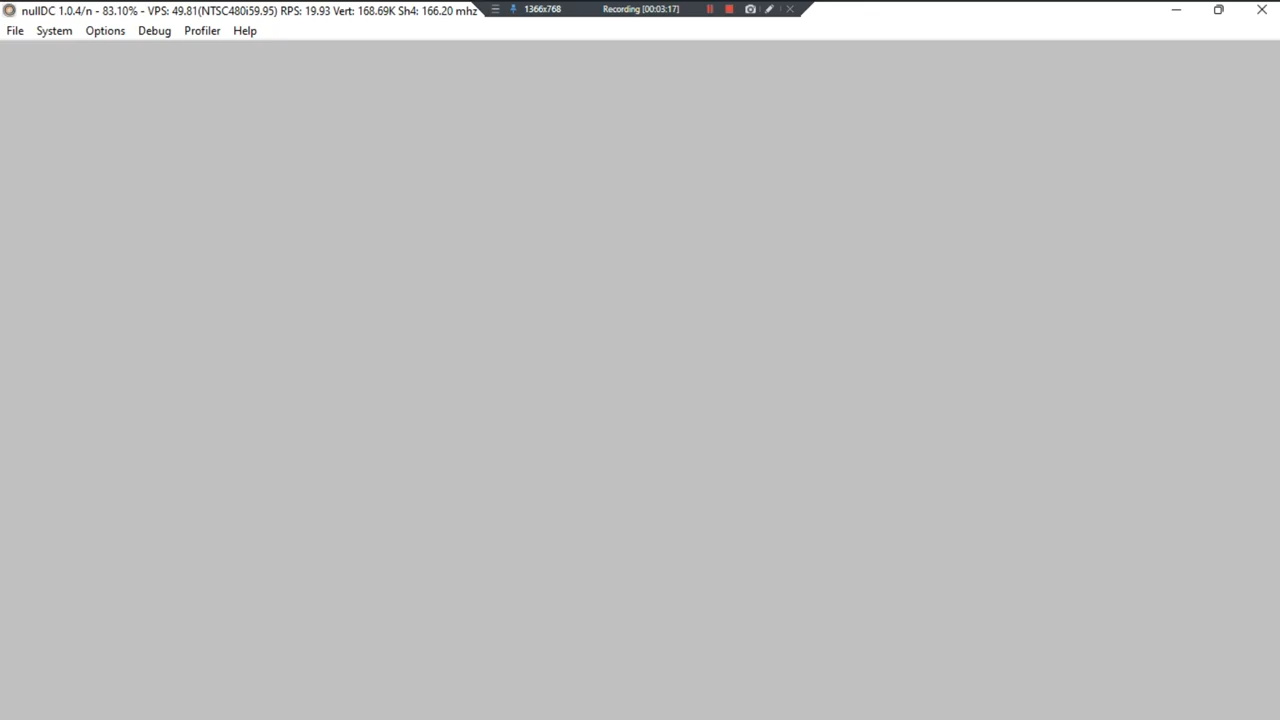 nullDC 1.0.4/n - 83.10% - VPS: 49.81(NTSC480i59.95) RPS: 19.93 Vert: 168.69K Sh4: 166.20 mhz
1366x768 Recording [00:03:17]
File System Options Debug Profiler Help